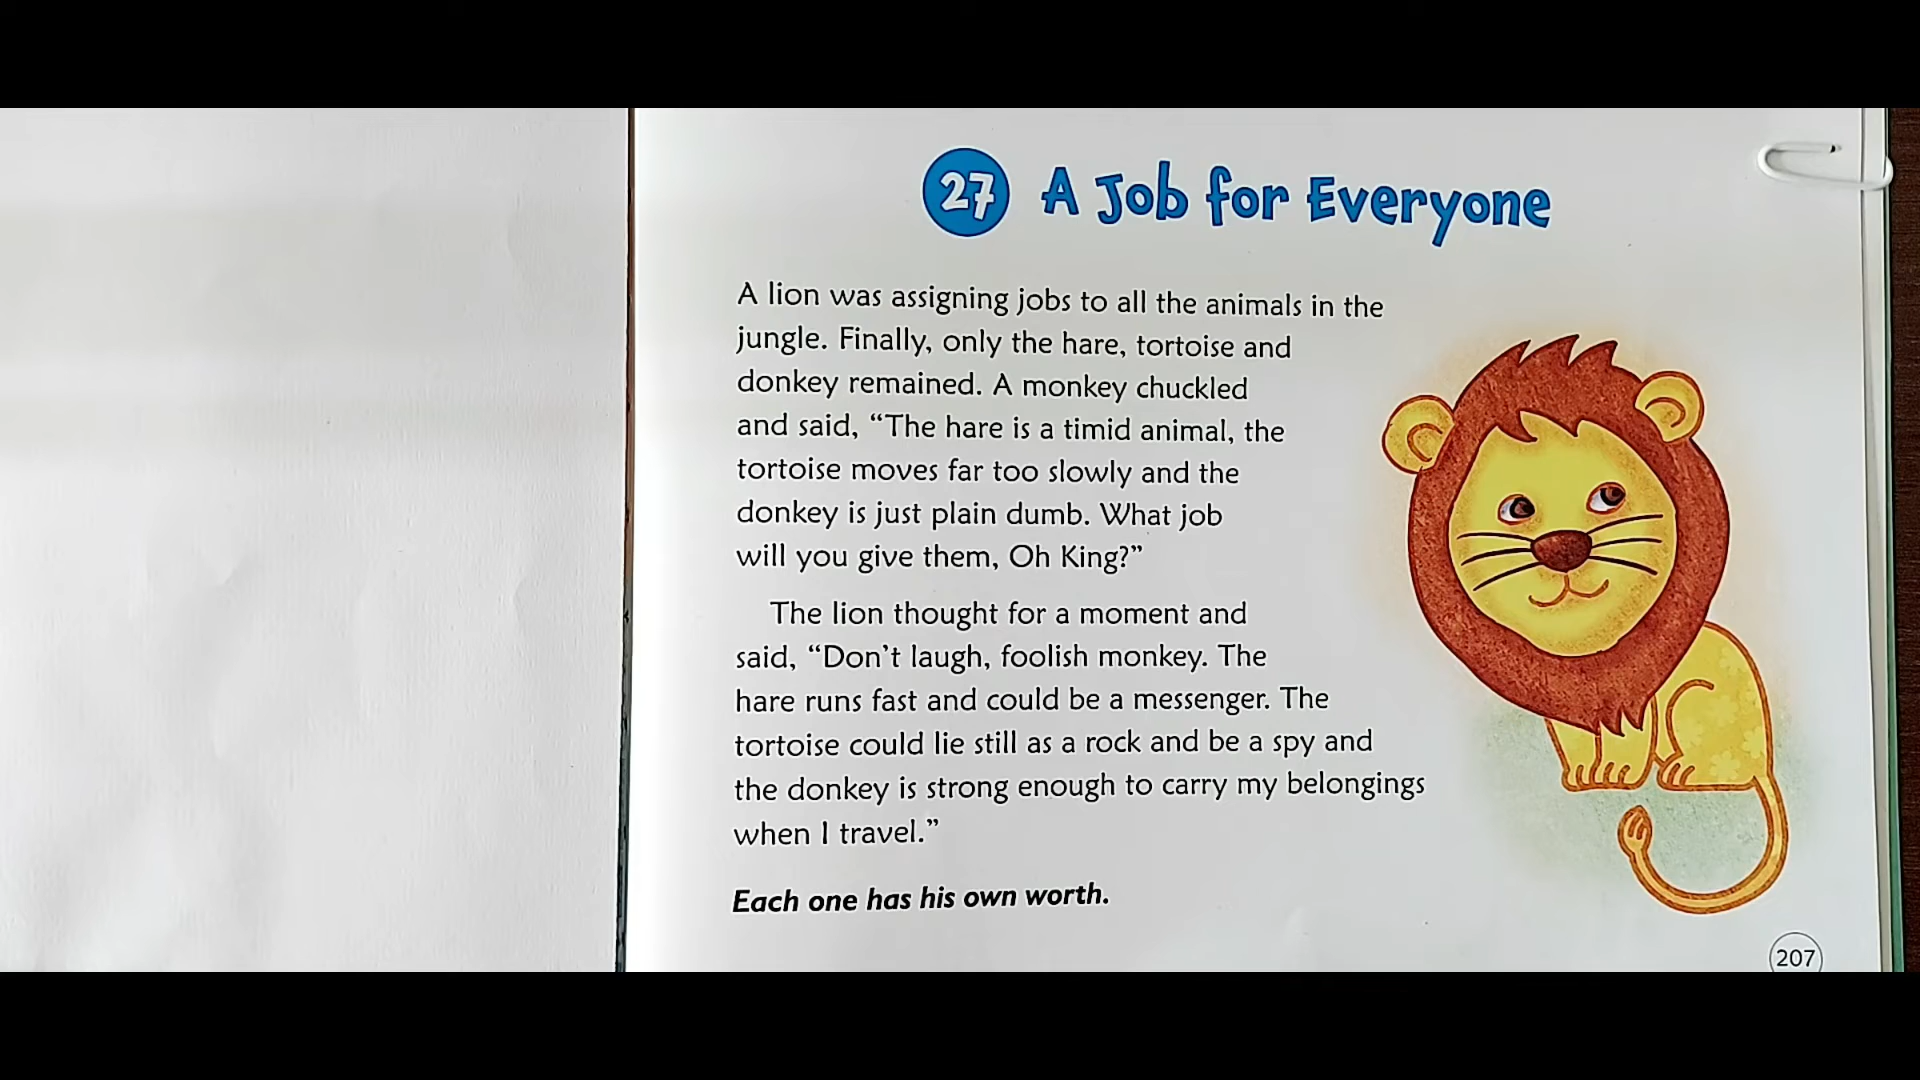 27 A Job for Everyone
A lion was assigning jobs to all the animals in the
jungle. Finally, only the hare, tortoise and
donkey remained. A monkey chuckled
and said, “The hare is a timid animal, the
tortoise moves far too slowly and the
donkey is just plain dumb. What job
will you give them, Oh King?”
The lion thought for a moment and
said, “Don’t laugh, foolish monkey. The
hare runs fast and could be a messenger. The
tortoise could lie still as a rock and be a spy and
the donkey is strong enough to carry my belongings
when I travel.”
Each one has his own worth.
207